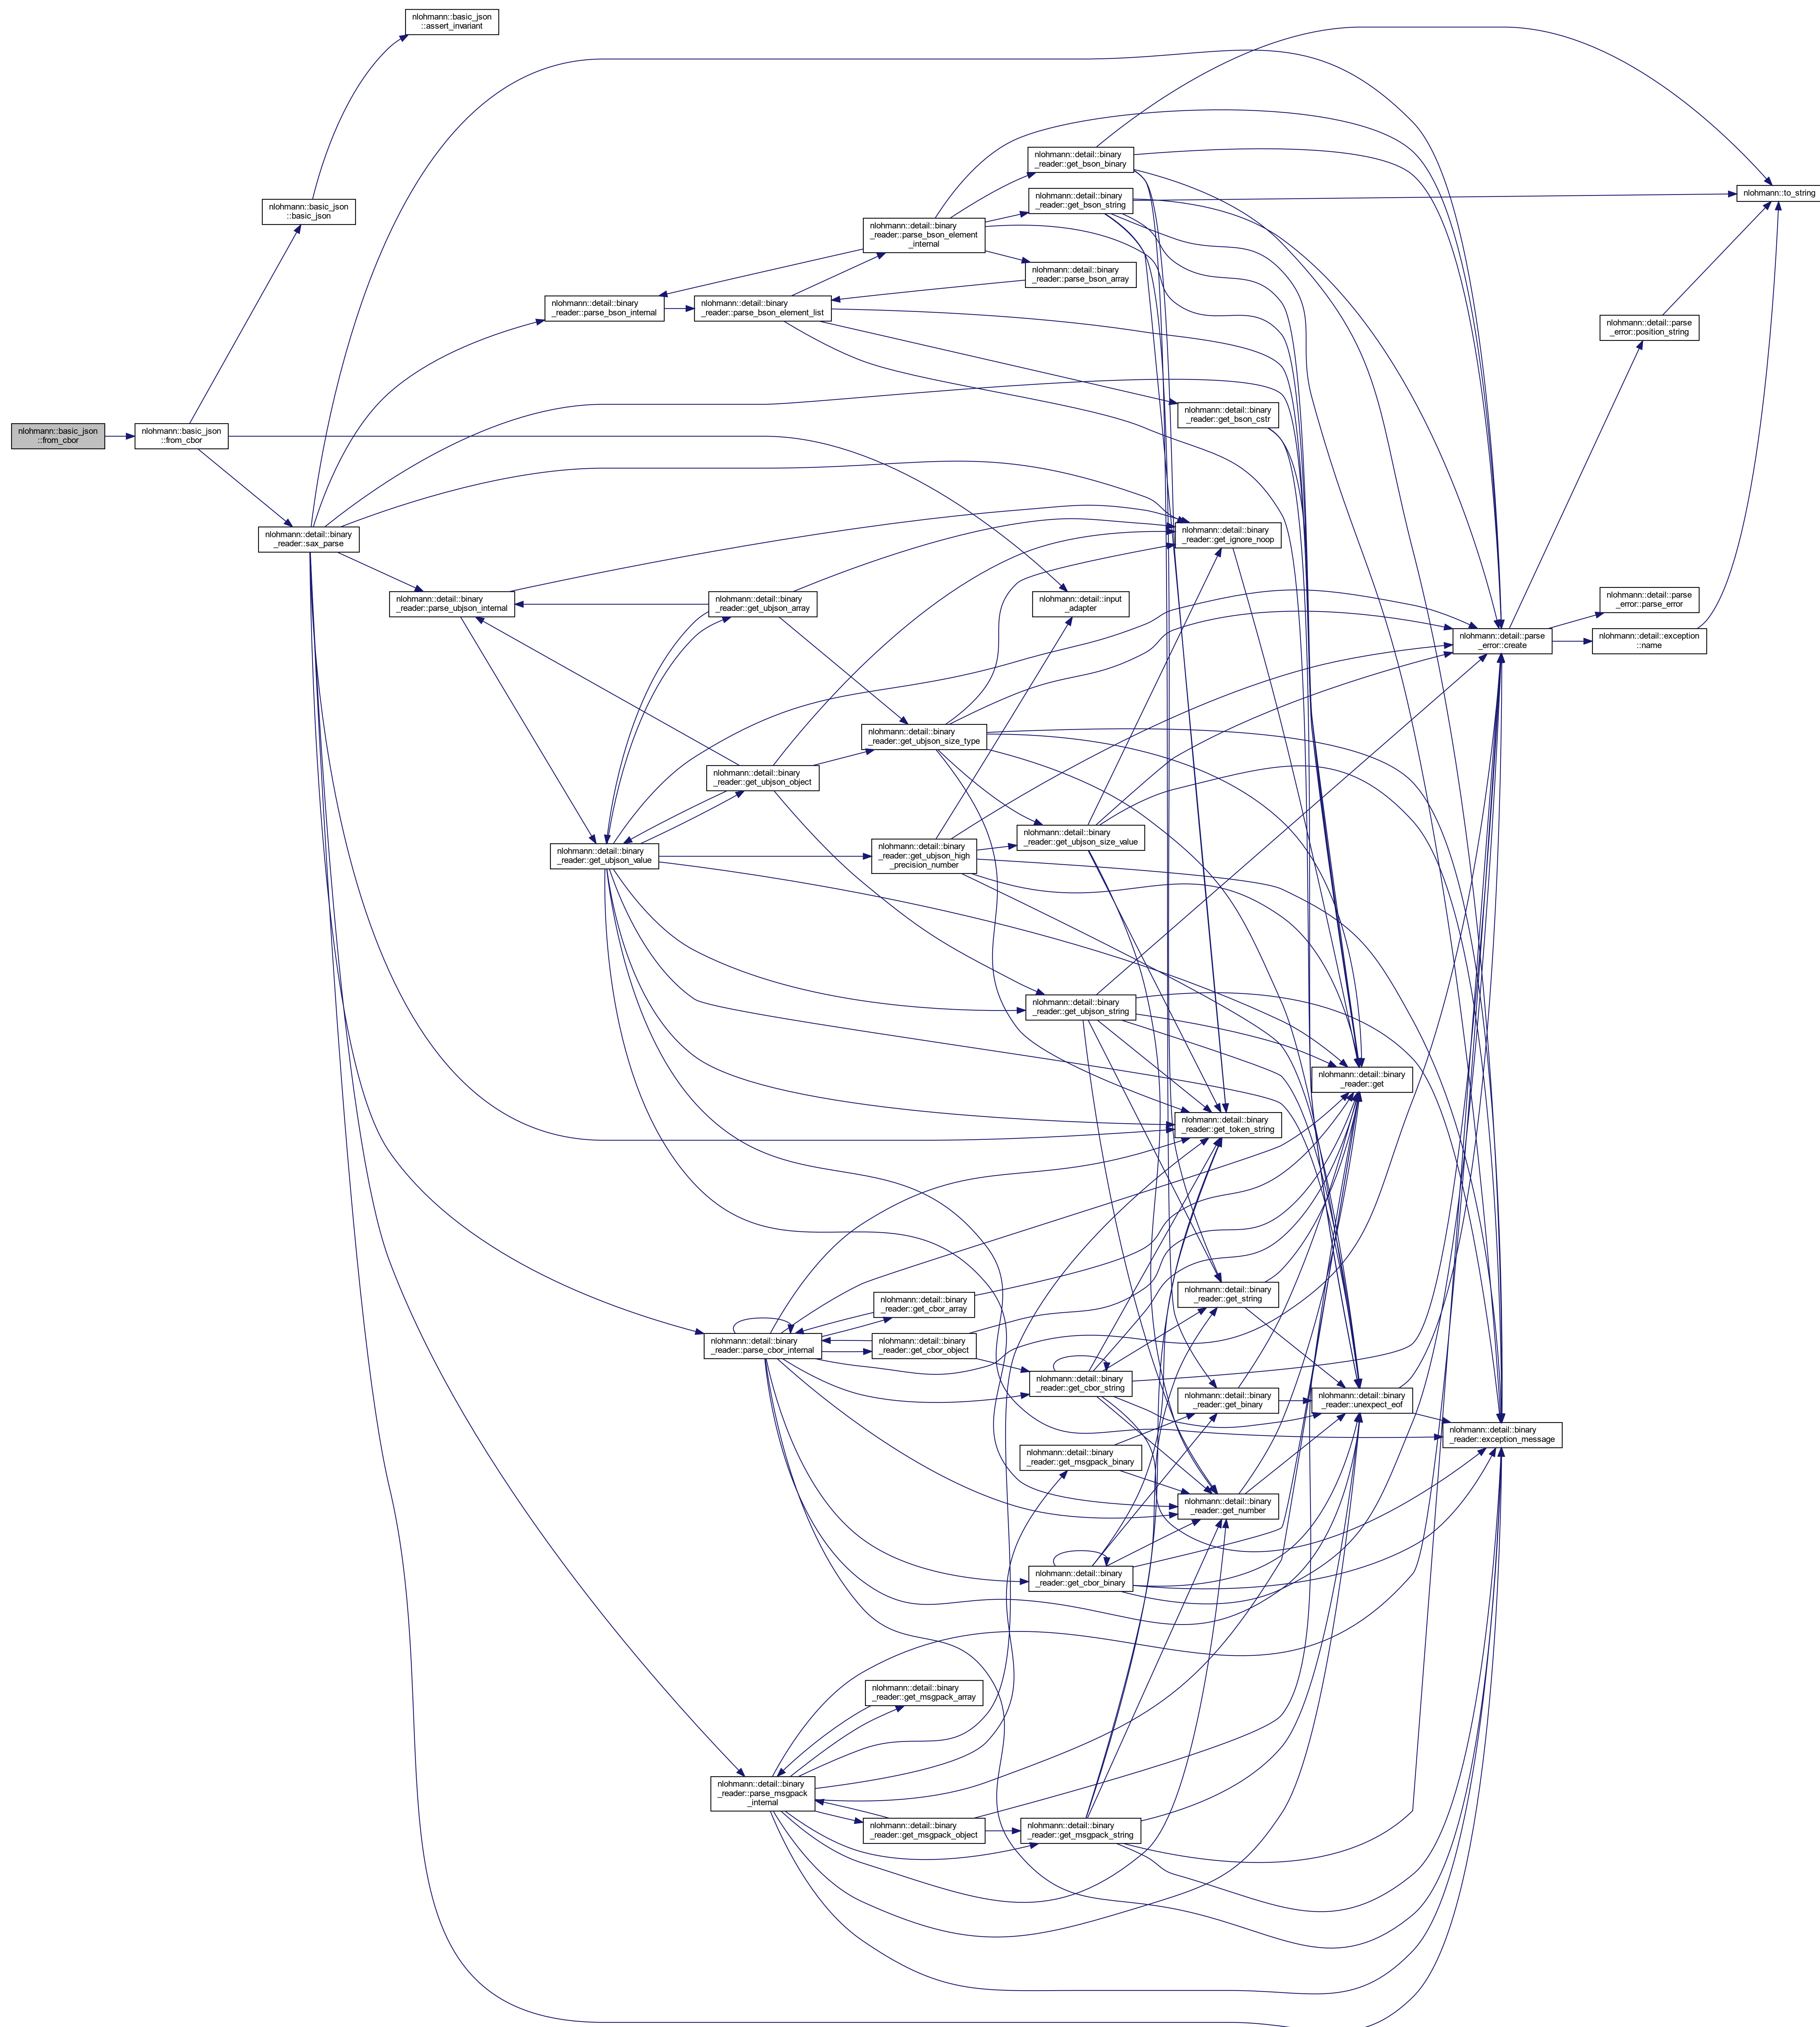 nlohmann::basic_json
::assert_invariant
nlohmann::detail::binary
_reader::get_bson_binary
nlohmann::to_string
nlohmann::detail::binary
_reader::get_bson_string
nlohmann::basic_json
::basic_json
nlohmann::detail::binary
_reader::parse_bson_element
_internal
nlohmann::detail::binary
_reader::parse_bson_array
nlohmann::detail::binary
_reader::parse_bson_internal
nlohmann::detail::binary
_reader::parse_bson_element_list
nlohmann::detail::parse
_error::position_string
nlohmann::detail::binary
_reader::get_bson_cstr
nlohmann::basic_json
::from_cbor
nlohmann::basic_json
::from_cbor
nlohmann::detail::binary
_reader::sax_parse
nlohmann::detail::binary
_reader::get_ignore_noop
nlohmann::detail::parse
_error::parse_error
nlohmann::detail::binary
_reader::parse_ubjson_internal
nlohmann::detail::binary
_reader::get_ubjson_array
nlohmann::detail::input
_adapter
nlohmann::detail::parse
_error::create
nlohmann::detail::exception
::name
nlohmann::detail::binary
_reader::get_ubjson_size_type
nlohmann::detail::binary
_reader::get_ubjson_object
nlohmann::detail::binary
_reader::get_ubjson_size_value
nlohmann::detail::binary
_reader::get_ubjson_value
nlohmann::detail::binary
_reader::get_ubjson_high
_precision_number
nlohmann::detail::binary
_reader::get_ubjson_string
nlohmann::detail::binary
_reader::get
nlohmann::detail::binary
_reader::get_token_string
nlohmann::detail::binary
_reader::get_string
nlohmann::detail::binary
_reader::get_cbor_array
nlohmann::detail::binary
_reader::parse_cbor_internal
nlohmann::detail::binary
_reader::get_cbor_object
nlohmann::detail::binary
_reader::get_cbor_string
nlohmann::detail::binary
_reader::get_binary
nlohmann::detail::binary
_reader::unexpect_eof
nlohmann::detail::binary
_reader::exception_message
nlohmann::detail::binary
_reader::get_msgpack_binary
nlohmann::detail::binary
_reader::get_number
nlohmann::detail::binary
_reader::get_cbor_binary
nlohmann::detail::binary
_reader::get_msgpack_array
nlohmann::detail::binary
_reader::parse_msgpack
_internal
nlohmann::detail::binary
_reader::get_msgpack_object
nlohmann::detail::binary
_reader::get_msgpack_string